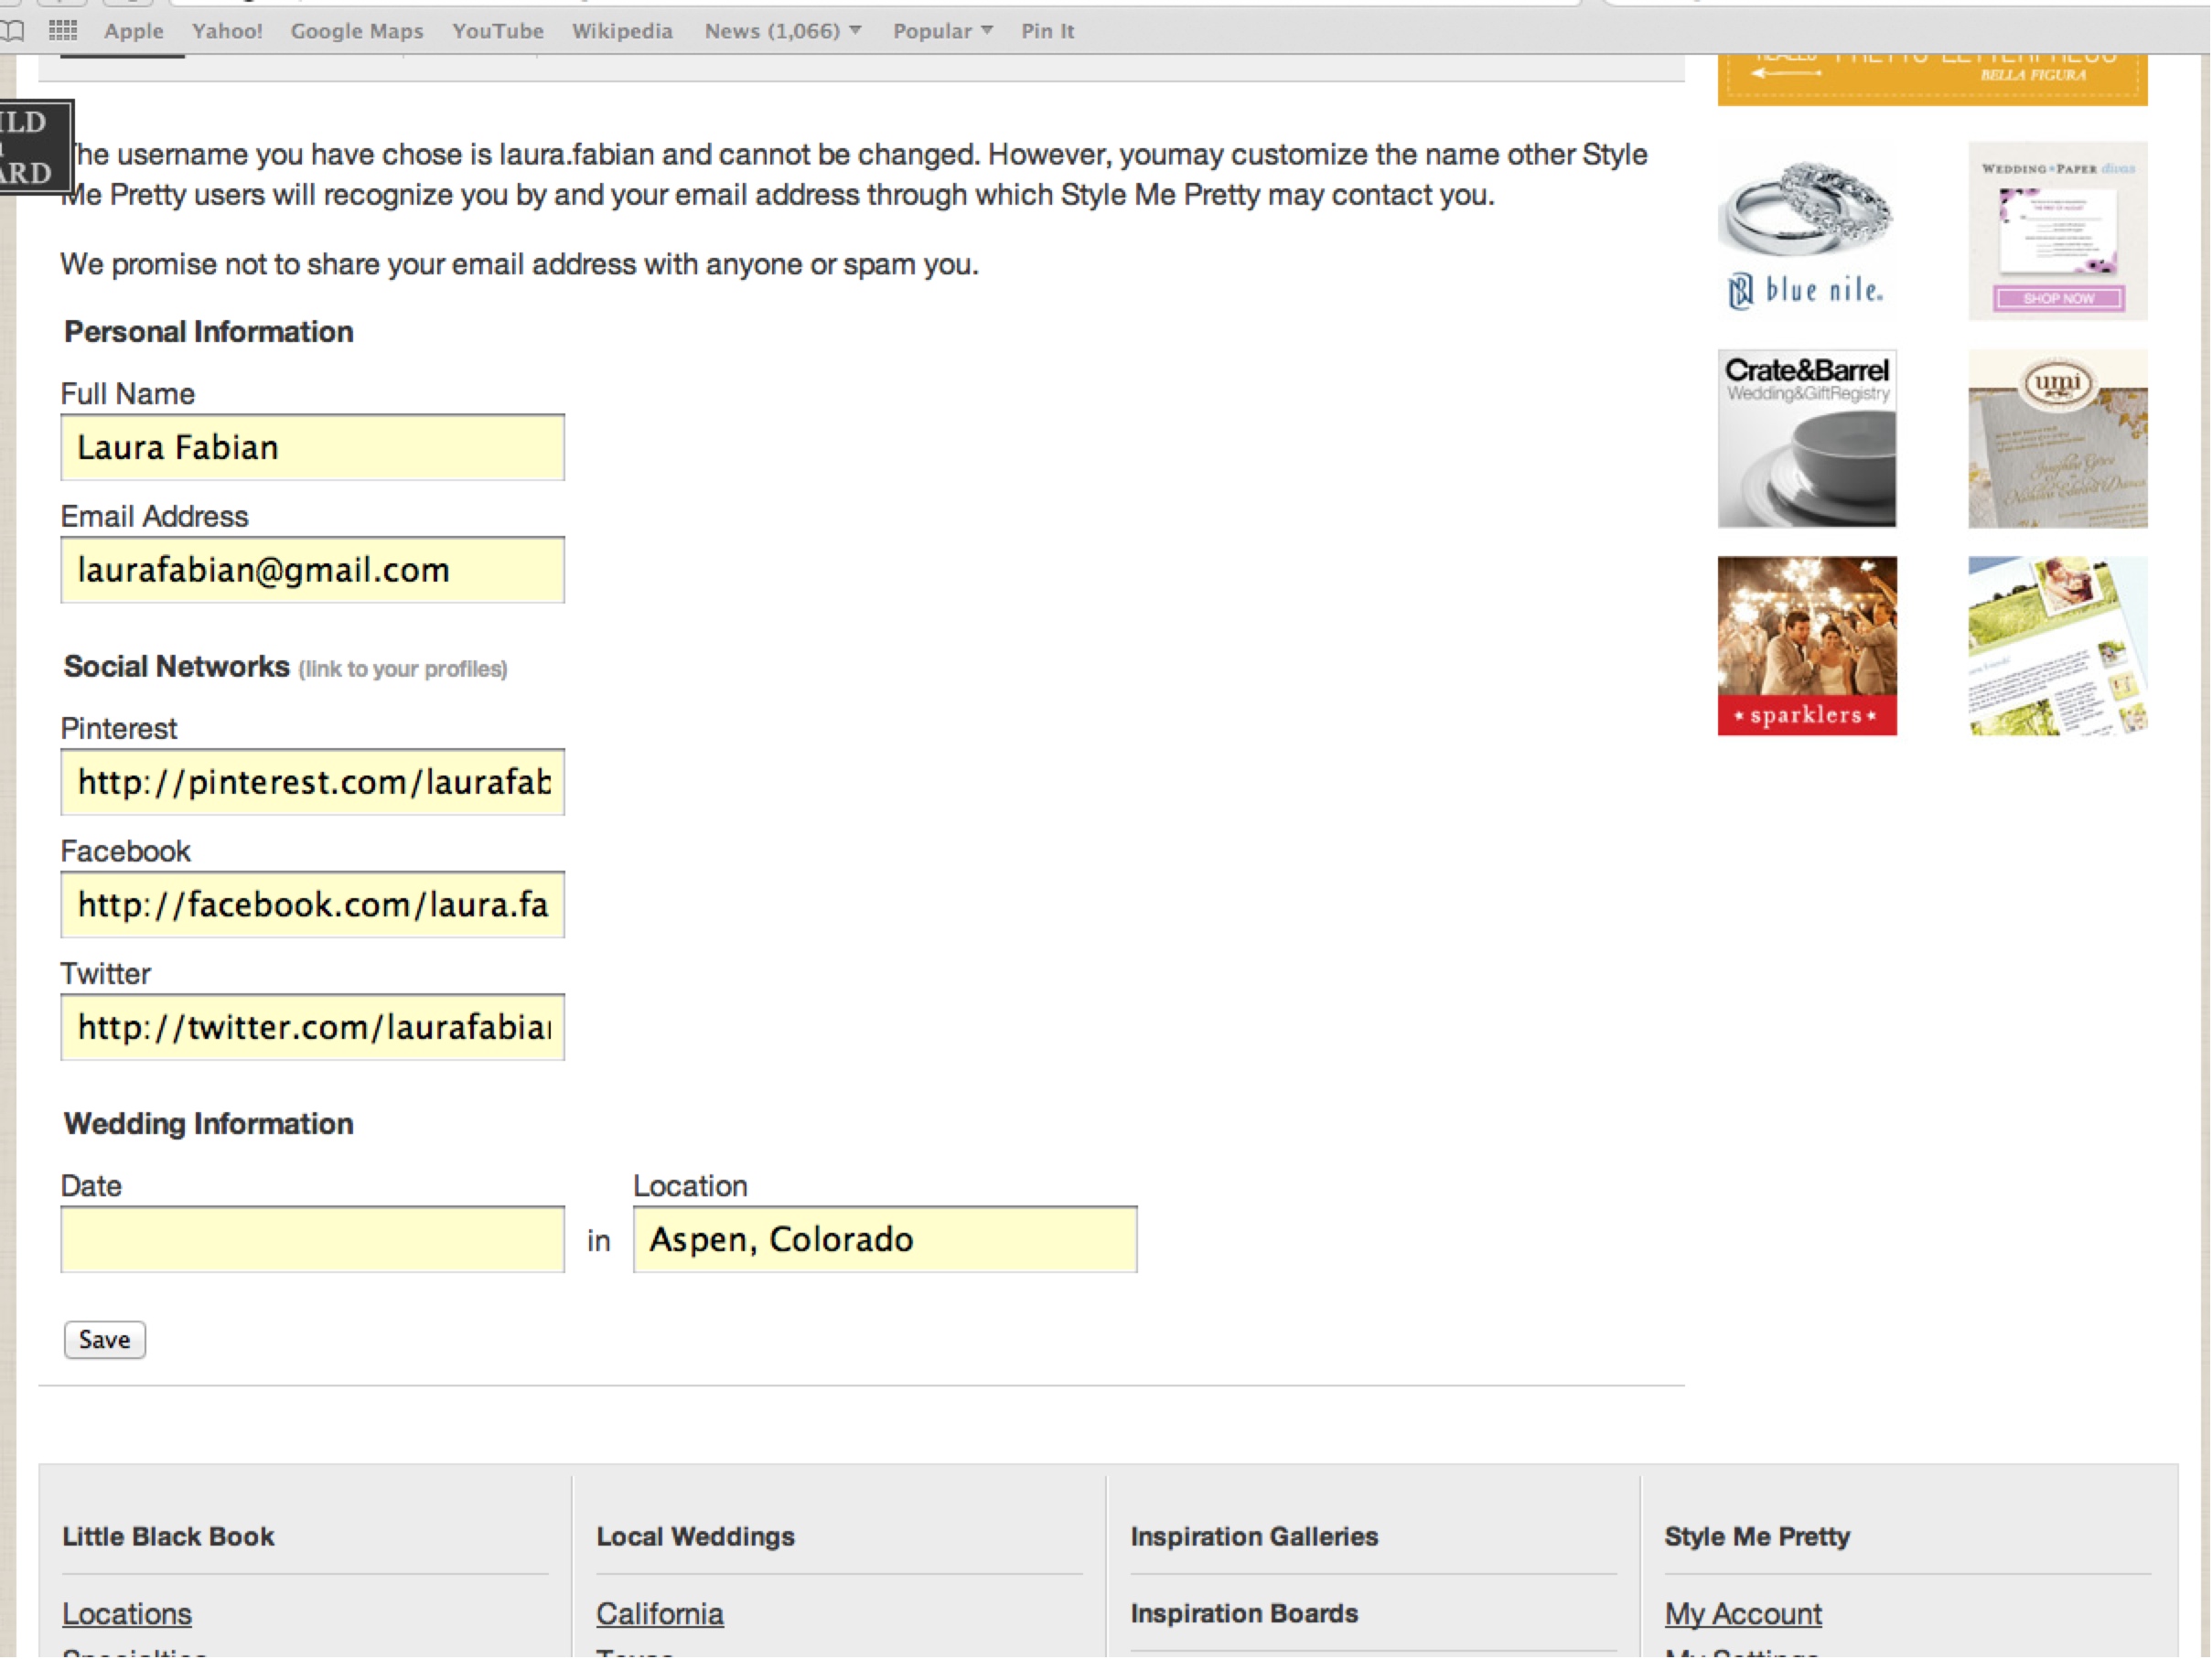 Apple Yahoo! Google Maps YouTube Wikipedia News (1,066) Popular Pin It
BELLA FIGURA
The username you have chose is laura.fabian and cannot be changed. However, youmay customize the name other Style
Me Pretty users will recognize you by and your email address through which Style Me Pretty may contact you.
We promise not to share your email address with anyone or spam you.
Personal Information
Full Name
Laura Fabian
Email Address
laurafabian@gmail.com
Social Networks (link to your profiles)
Pinterest
http://pinterest.com/laurafab
Facebook
http://facebook.com/laura.fa
Twitter
http://twitter.com/laurafabian
Wedding Information
Date
Location
in
Aspen, Colorado
Save
blue nile.
WEDDING PAPER divas
SHOP NOW
Crate&Barrel
Wedding&GiftRegistry
umi
sparklers
Little Black Book
Locations
Specialties
Local Weddings
California
Texas
Inspiration Galleries
Inspiration Boards
Style Me Pretty
My Account
My Settings